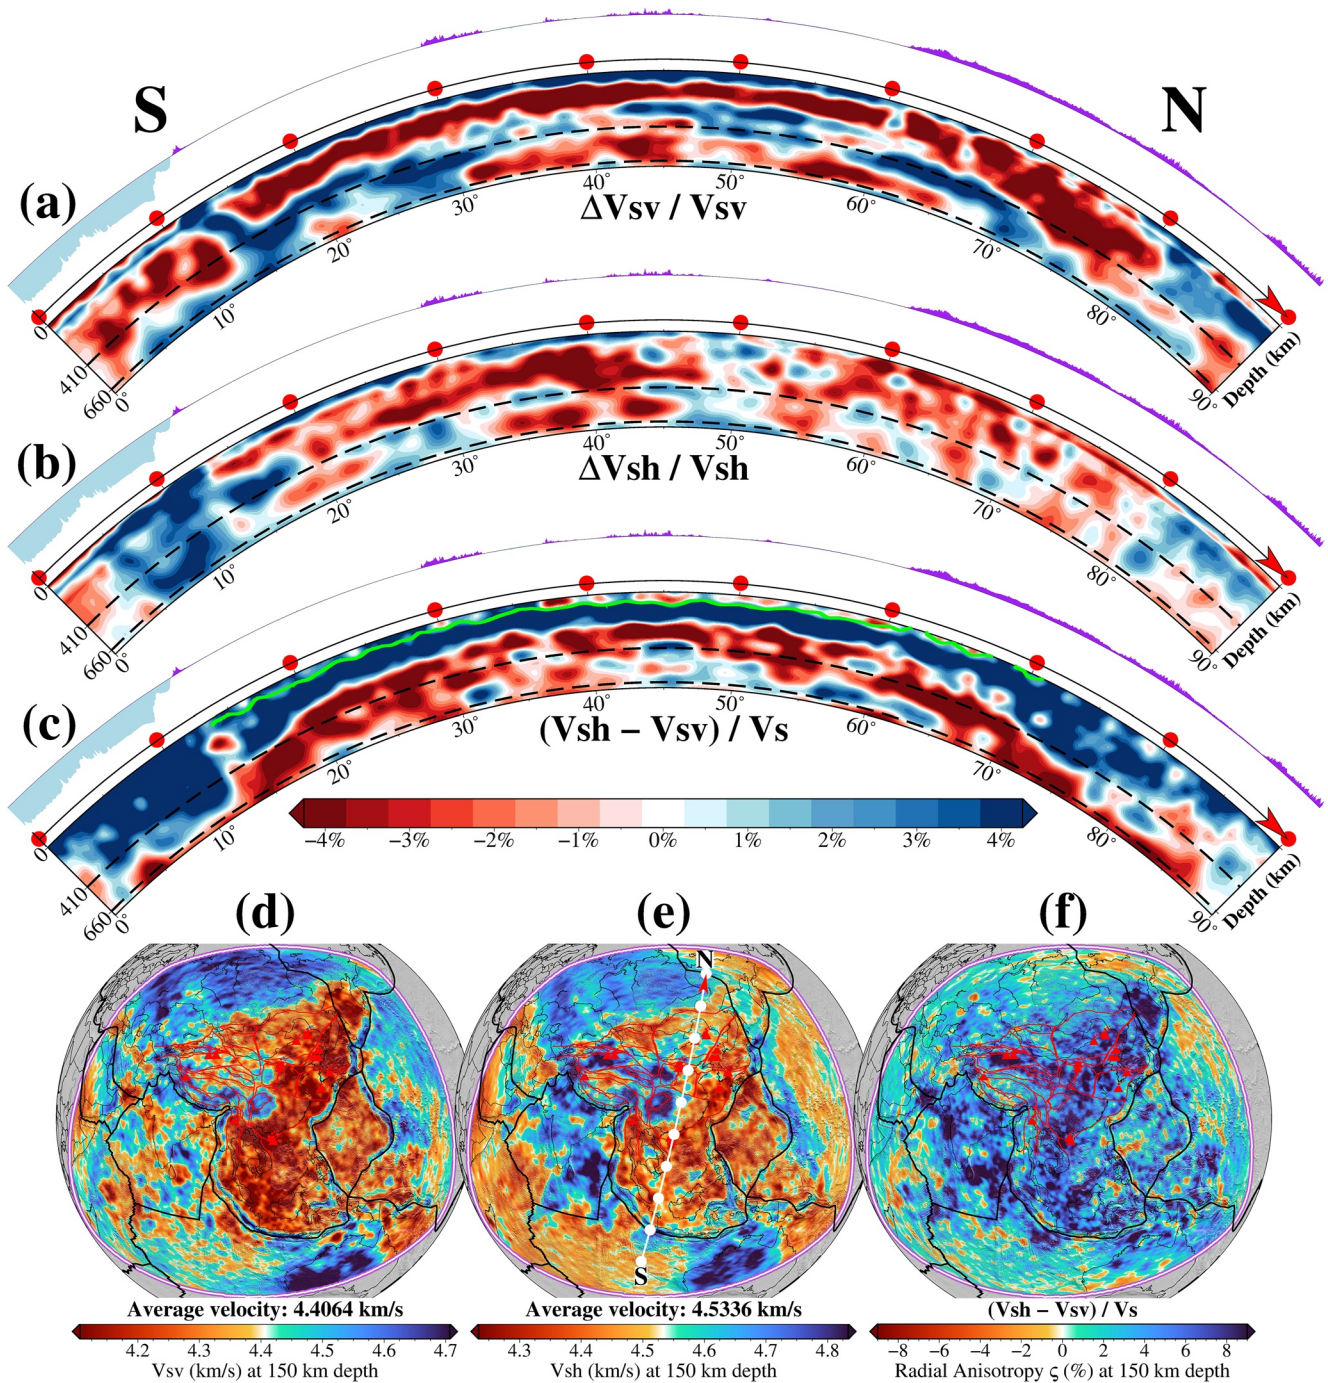 S
N
(a)
ΔVsv / Vsv
0
410
660
0°
10°
20°
30°
40°
50°
60°
70°
80°
90°
Depth (km)
(b)
ΔVsh / Vsh
0
410
660
0°
10°
20°
30°
40°
50°
60°
70°
80°
90°
Depth (km)
(c)
(Vsh − Vsv) / Vs
0
410
660
0°
10°
20°
30°
40°
50°
60°
70°
80°
90°
Depth (km)
−4% −3% −2% −1% 0% 1% 2% 3% 4%
(d) (e) (f)
N
S
Average velocity: 4.4064 km/s
4.2 4.3 4.4 4.5 4.6 4.7
Vsv (km/s) at 150 km depth
Average velocity: 4.5336 km/s
4.3 4.4 4.5 4.6 4.7 4.8
Vsh (km/s) at 150 km depth
(Vsh − Vsv) / Vs
−8 −6 −4 −2 0 2 4 6 8
Radial Anisotropy ς (%) at 150 km depth